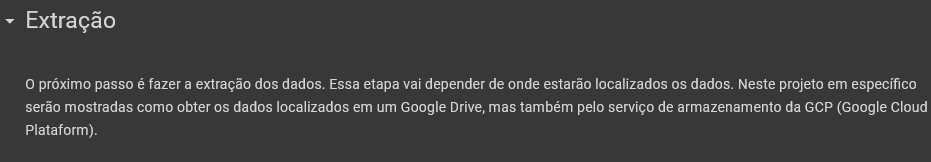 Extração
O próximo passo é fazer a extração dos dados. Essa etapa vai depender de onde estarão localizados os dados. Neste projeto em específico
serão mostradas como obter os dados localizados em um Google Drive, mas também pelo serviço de armazenamento da GCP (Google Cloud
Plataform).